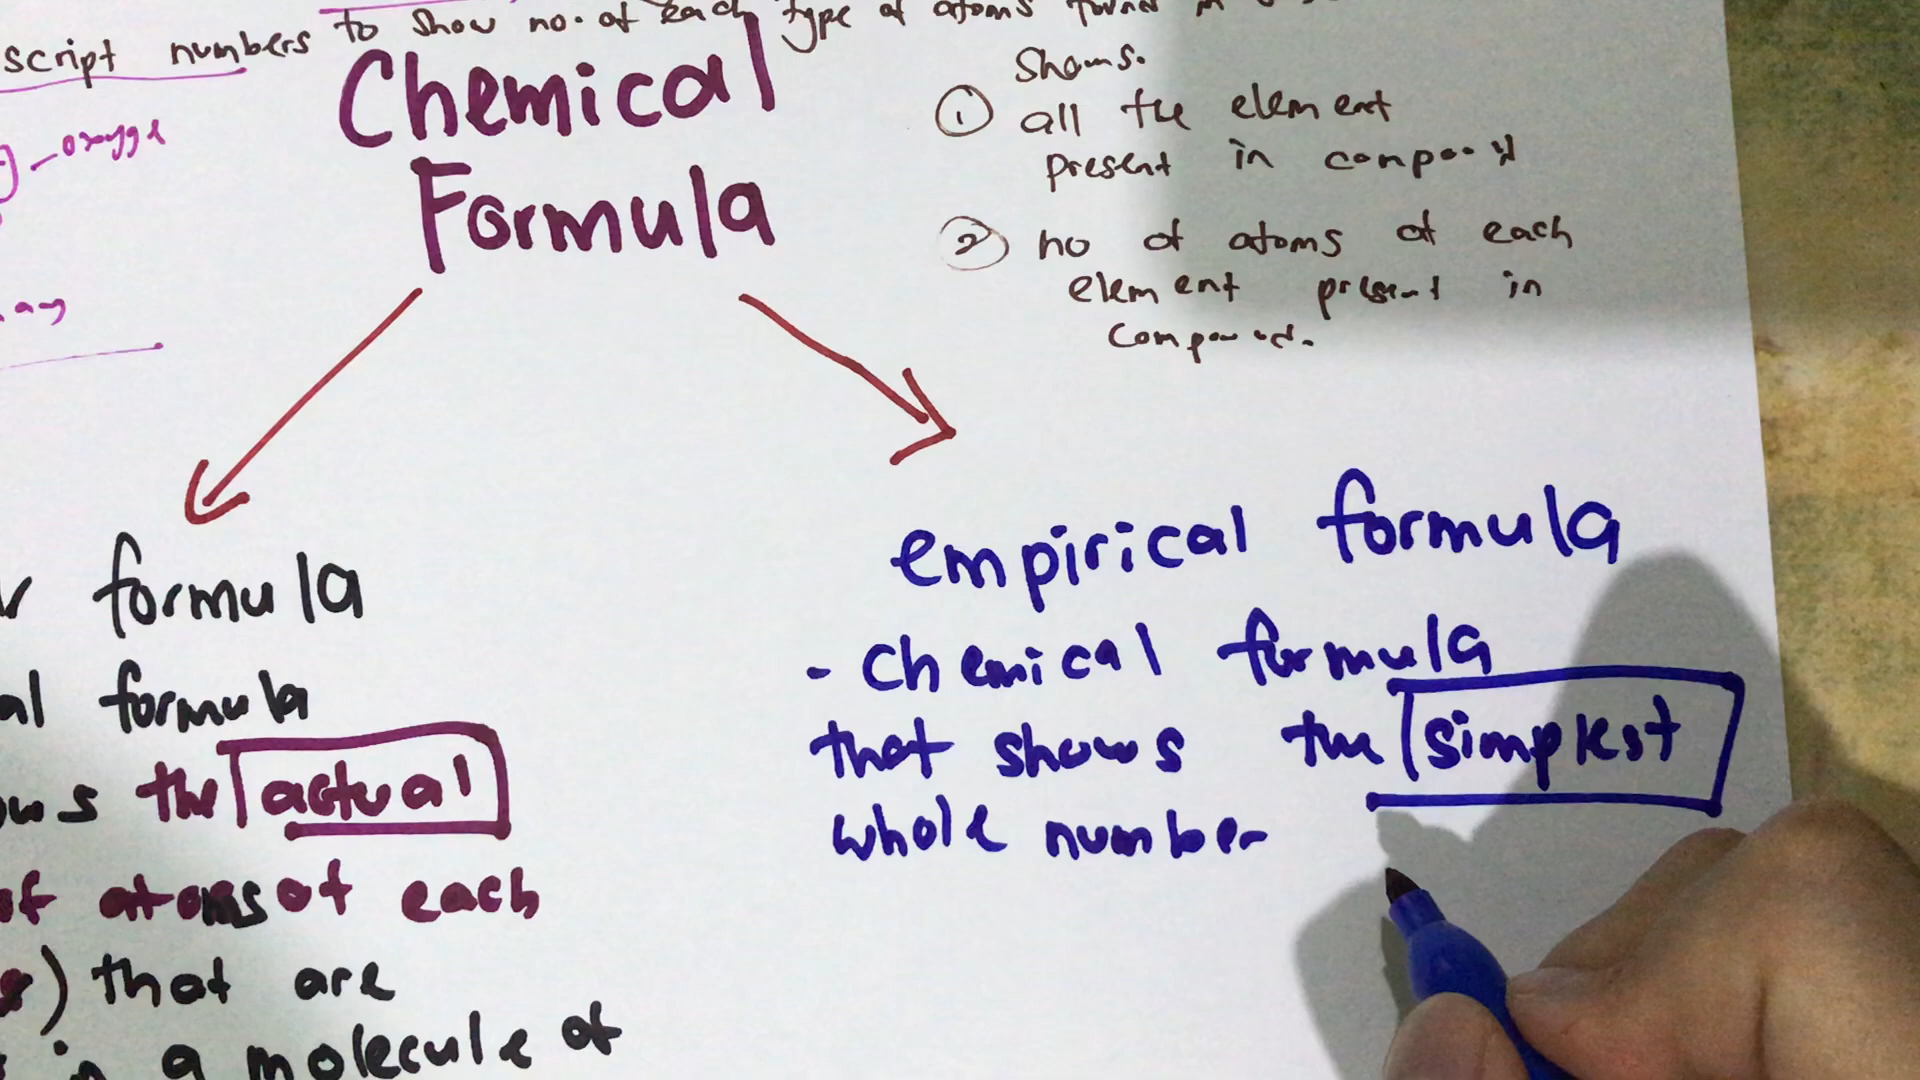 script numbers to show no. of each type of atoms
Chemical
Formula
shows.
① all the element
present in compound
② no of atoms of each
element present in
compound.
formula
al formula
ows the actual
of atoms of each
) that are
in a molecule of
empirical formula
- chemical formula
that shows the simplest
whole number